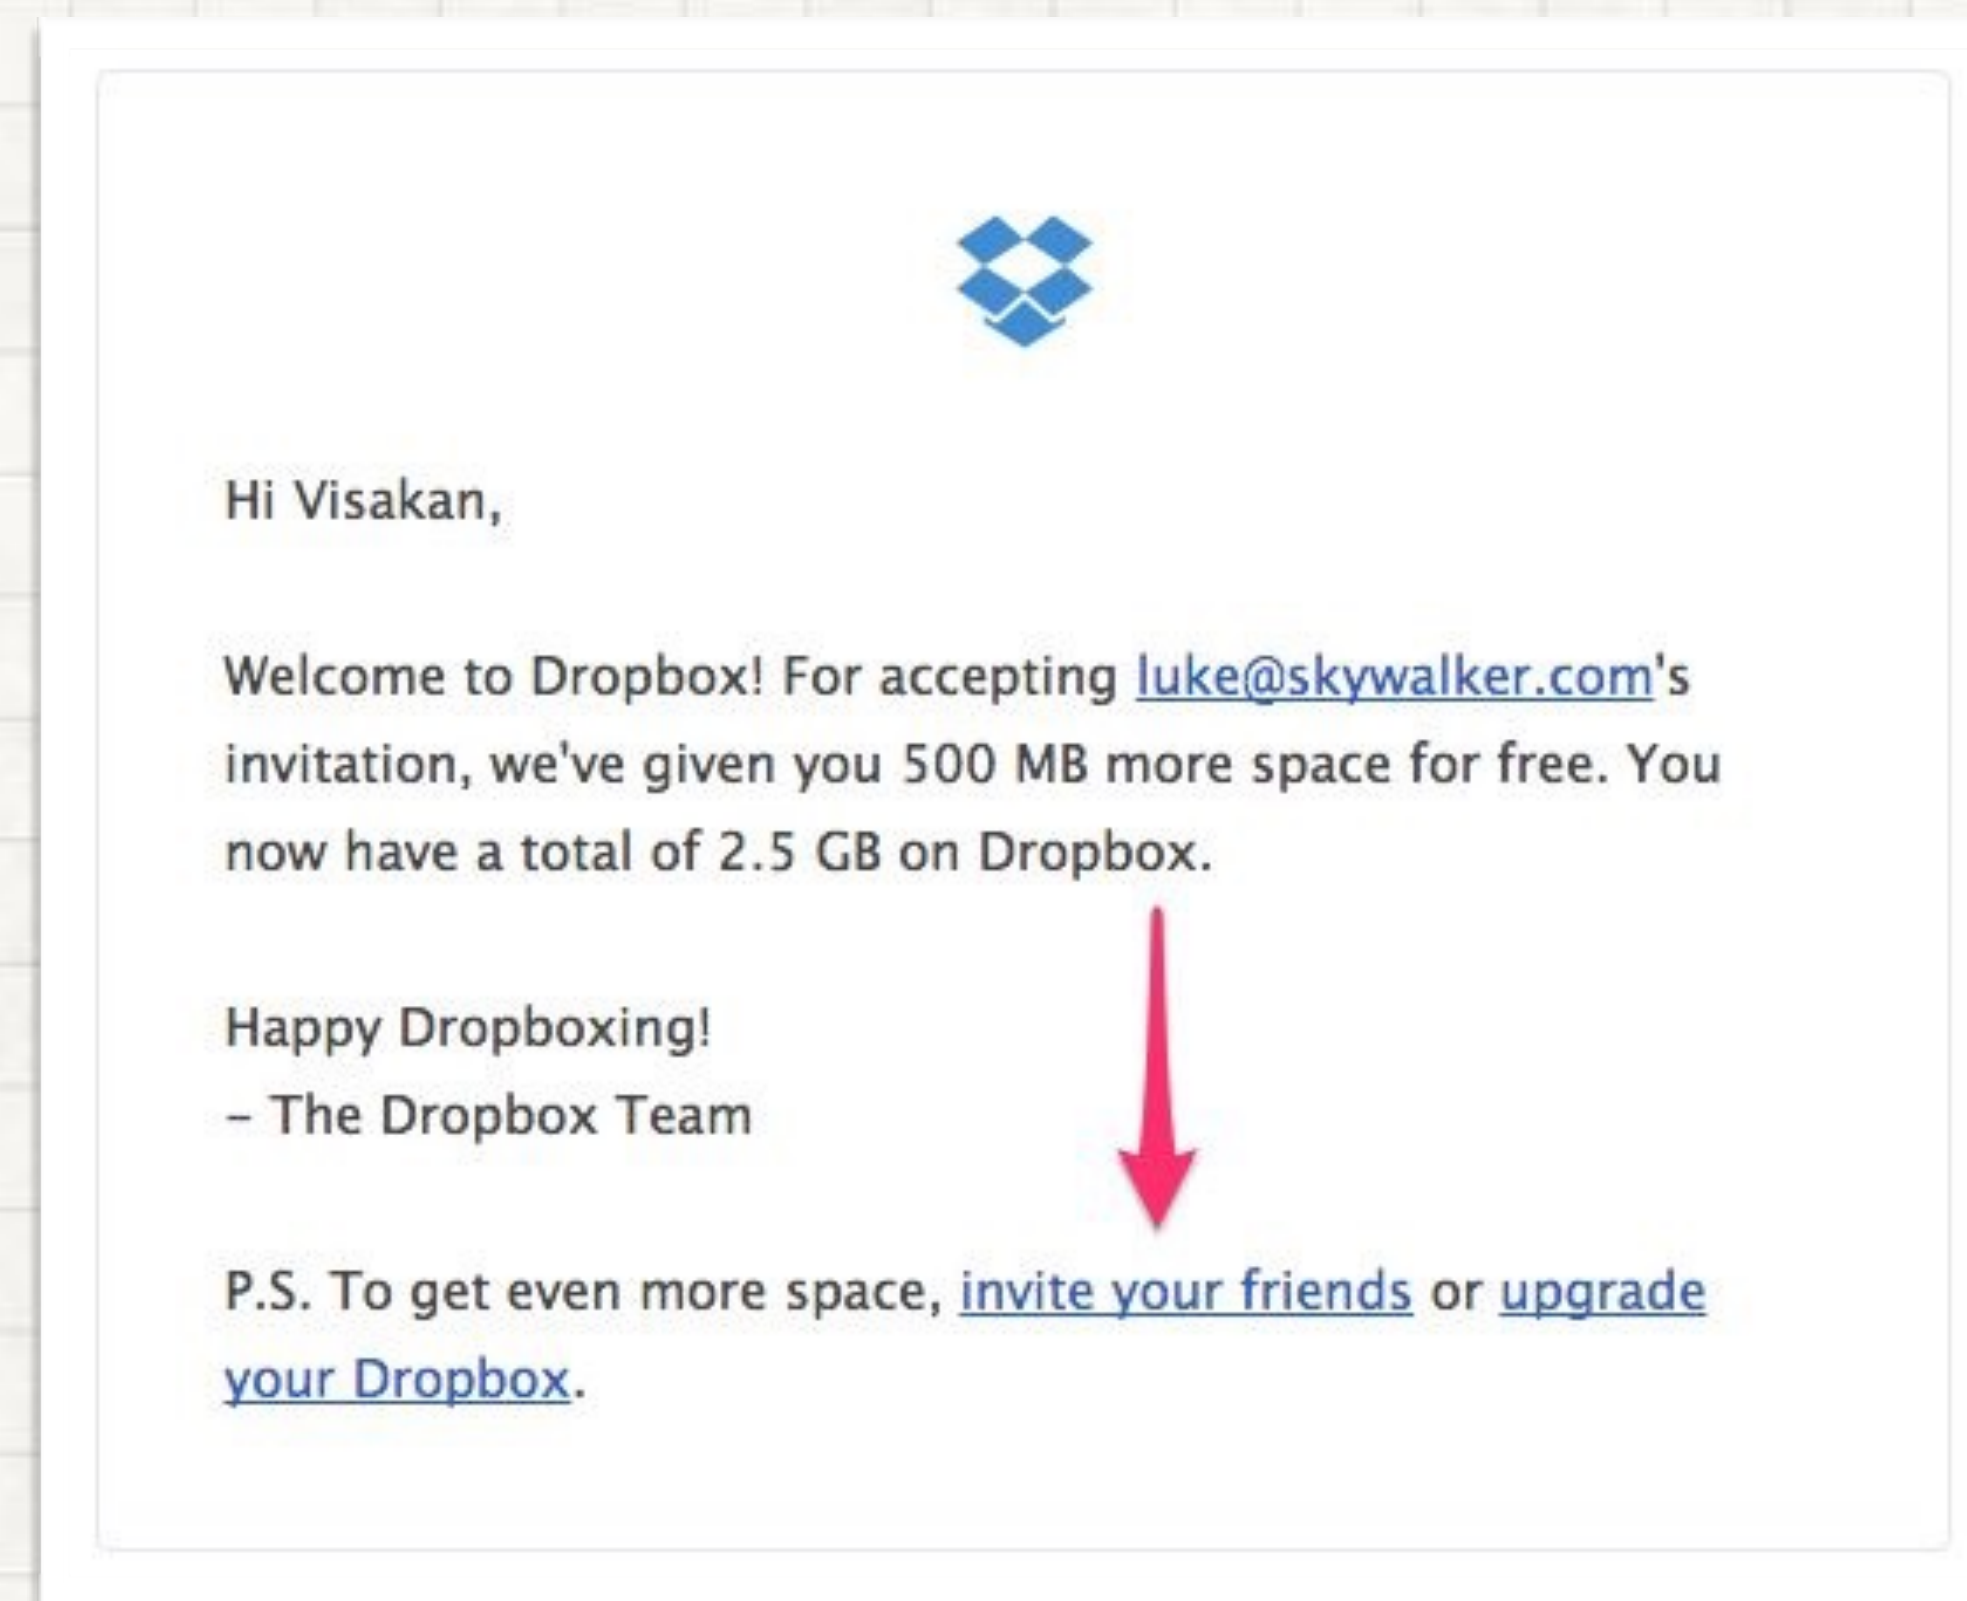 Hi Visakan,
Welcome to Dropbox! For accepting luke@skywalker.com's
invitation, we've given you 500 MB more space for free. You
now have a total of 2.5 GB on Dropbox.
Happy Dropboxing!
– The Dropbox Team
P.S. To get even more space, invite your friends or upgrade
your Dropbox.